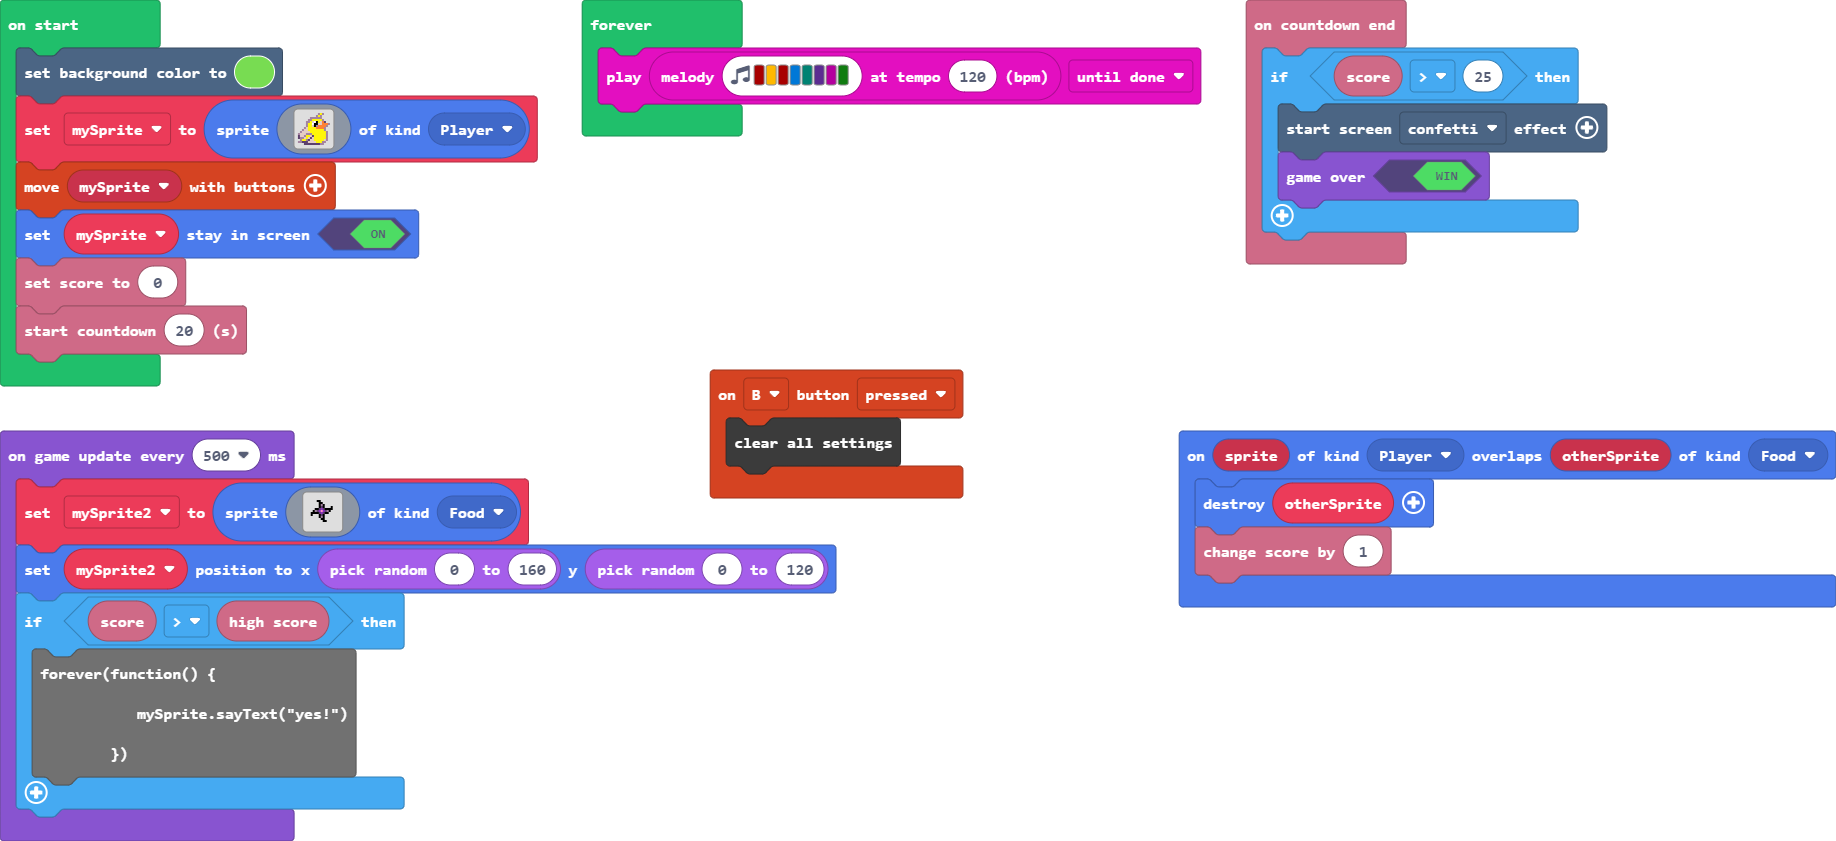 on start
set background color to
set mySprite to sprite of kind Player
move mySprite with buttons
set mySprite stay in screen ON
set score to 0
start countdown 20 (s)
forever
play melody at tempo 120 (bpm) until done
on countdown end
if score > 25 then
start screen confetti effect
game over WIN
on B button pressed
clear all settings
on game update every 500 ms
set mySprite2 to sprite of kind Food
set mySprite2 position to x pick random 0 to 160 y pick random 0 to 120
if score > high score then
forever(function() {
mySprite.sayText("yes!")
})
on sprite of kind Player overlaps otherSprite of kind Food
destroy otherSprite
change score by 1